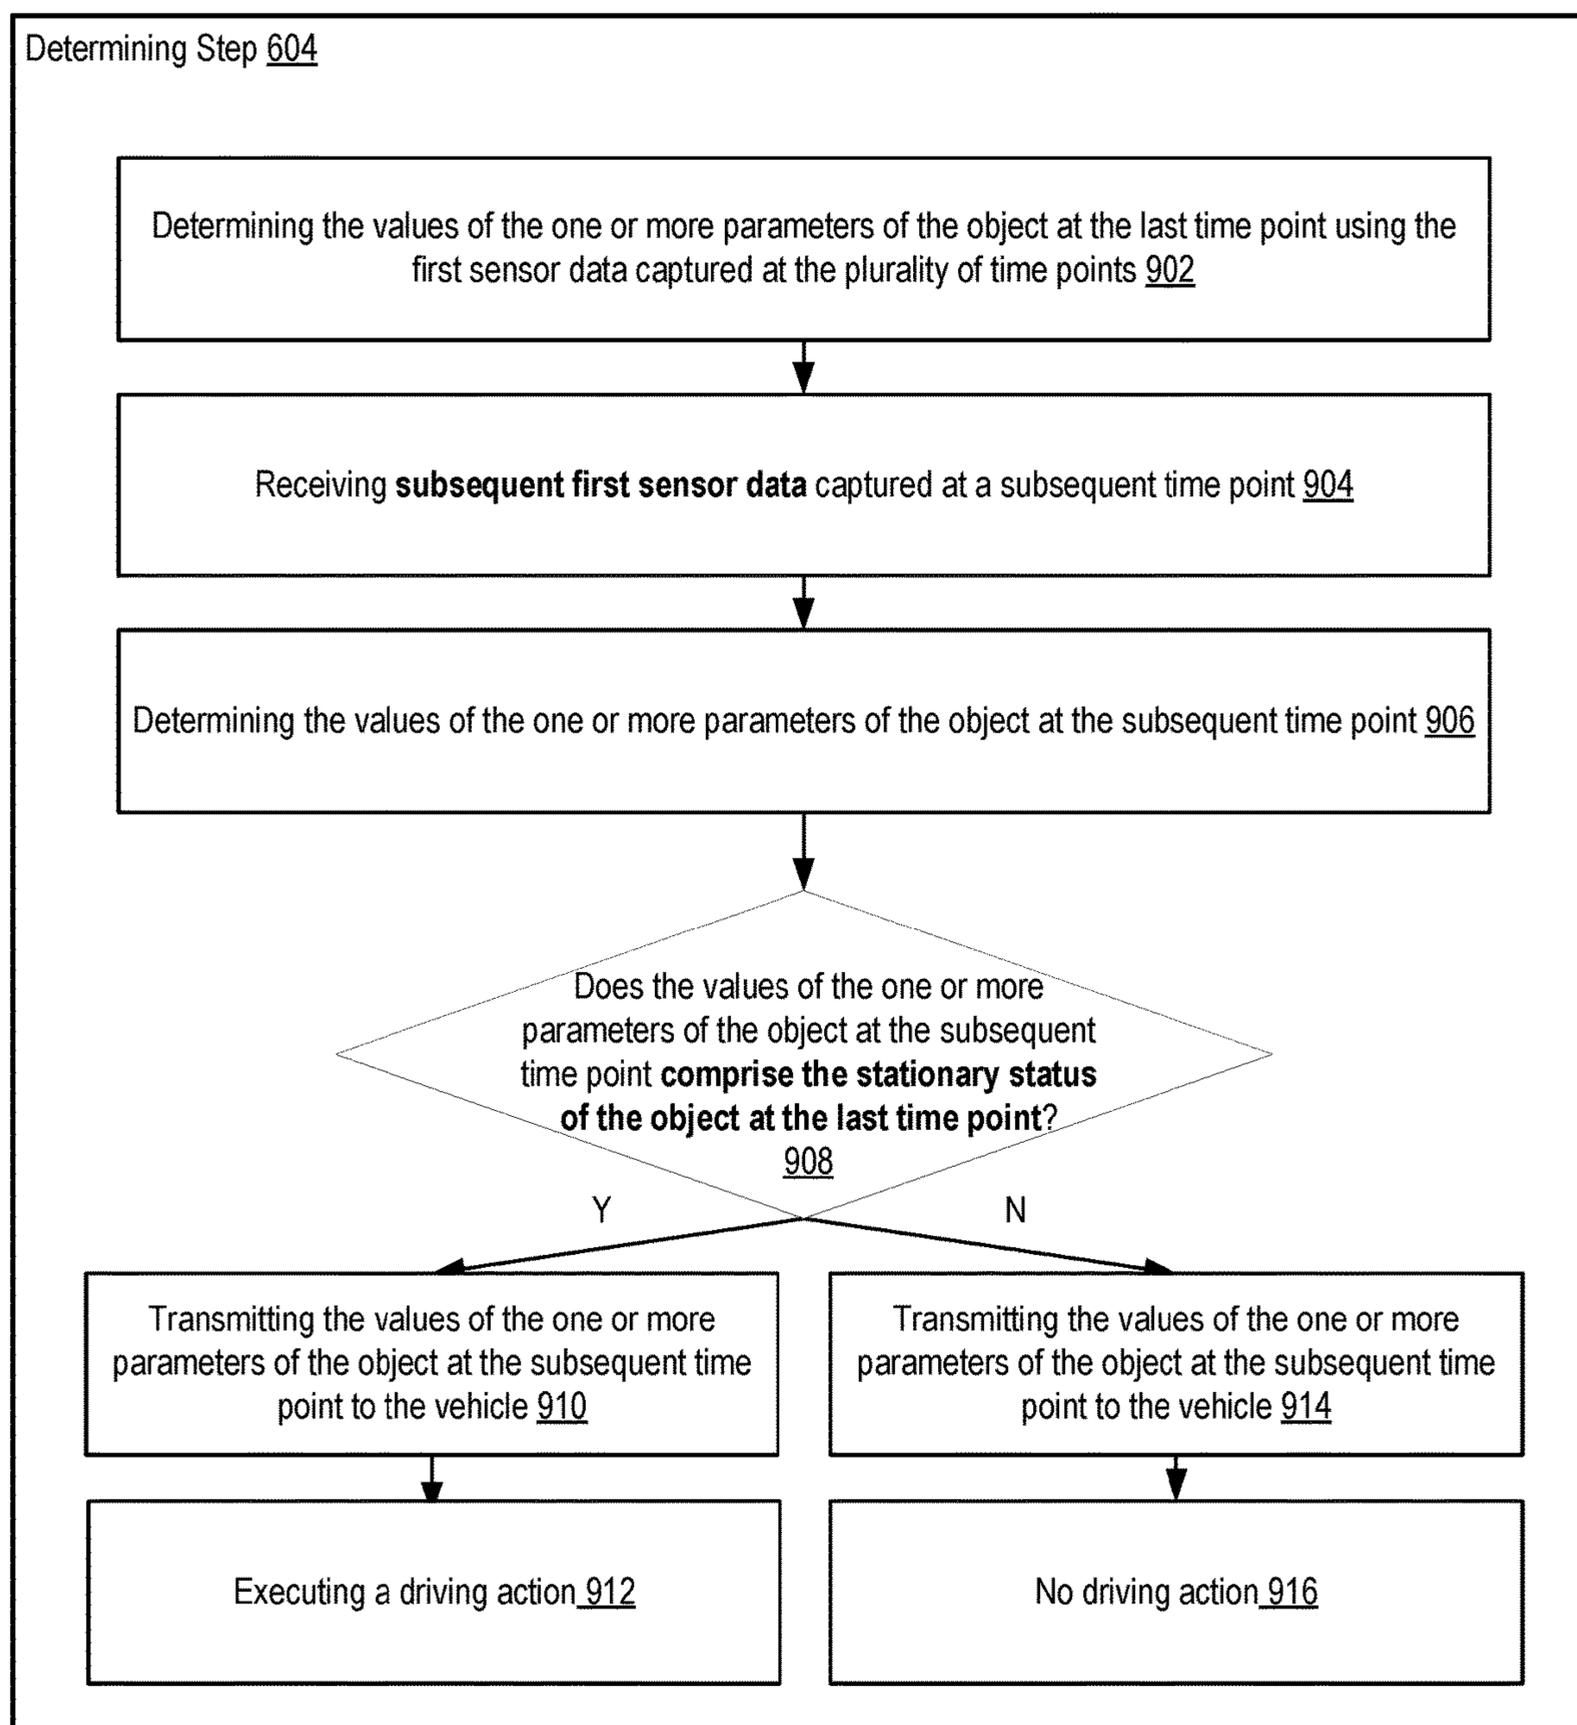 Determining Step 604
Determining the values of the one or more parameters of the object at the last time point using the
first sensor data captured at the plurality of time points 902
Receiving subsequent first sensor data captured at a subsequent time point 904
Determining the values of the one or more parameters of the object at the subsequent time point 906
Does the values of the one or more
parameters of the object at the subsequent
time point comprise the stationary status
of the object at the last time point?
908
Y
N
Transmitting the values of the one or more
parameters of the object at the subsequent time
point to the vehicle 910
Transmitting the values of the one or more
parameters of the object at the subsequent time
point to the vehicle 914
Executing a driving action 912
No driving action 916